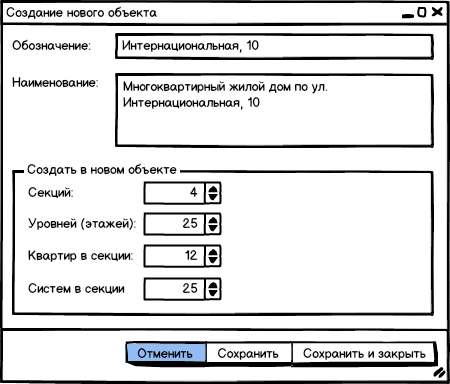 Создание нового объекта
Обозначение: Интернациональная, 10
Наименование: Многоквартирный жилой дом по ул.
Интернациональная, 10
Создать в новом объекте
Секций: 4
Уровней (этажей): 25
Квартир в секции: 12
Систем в секции 25
Отменить Сохранить Сохранить и закрыть